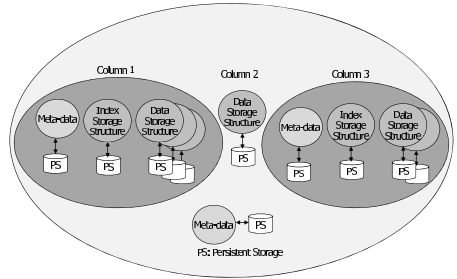 Column 1
Column 2
Column 3
Meta-data
Index
Storage
Structure
Data
Storage
Structure
Data
Storage
Structure
Meta-data
Index
Storage
Structure
Data
Storage
Structure
PS
PS
PS
PS
PS
PS
PS
Meta-data
PS
PS: Persistent Storage